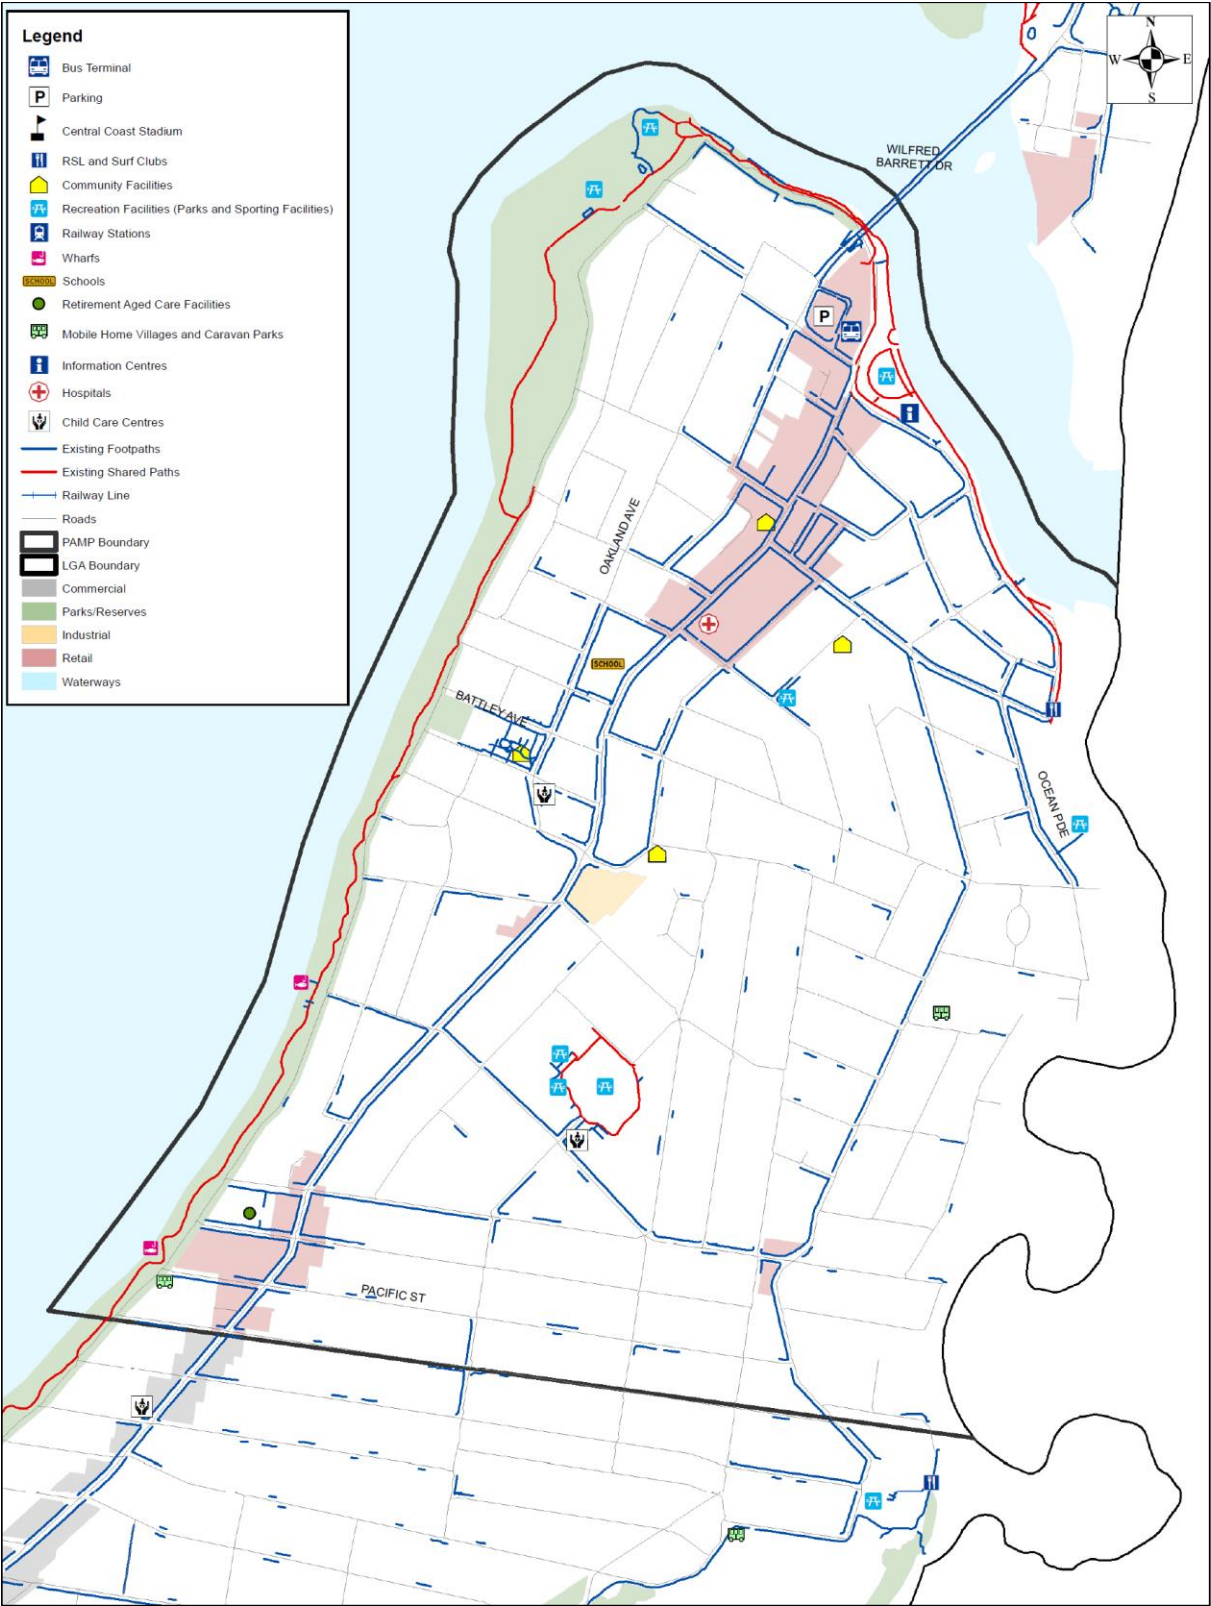 Legend
Bus Terminal
P
Parking
Central Coast Stadium
RSL and Surf Clubs
Community Facilities
Recreation Facilities (Parks and Sporting Facilities)
Railway Stations
Wharfs
SCHOOL
Schools
Retirement Aged Care Facilities
Mobile Home Villages and Caravan Parks
i
Information Centres
Hospitals
Child Care Centres
Existing Footpaths
Existing Shared Paths
Railway Line
Roads
PAMP Boundary
LGA Boundary
Commercial
Parks/Reserves
Industrial
Retail
Waterways
N
W
E
S
WILFRED
BARRETT DR
P
i
OAKLAND AVE
SCHOOL
BATTLEY AVE
OCEAN PDE
PACIFIC ST